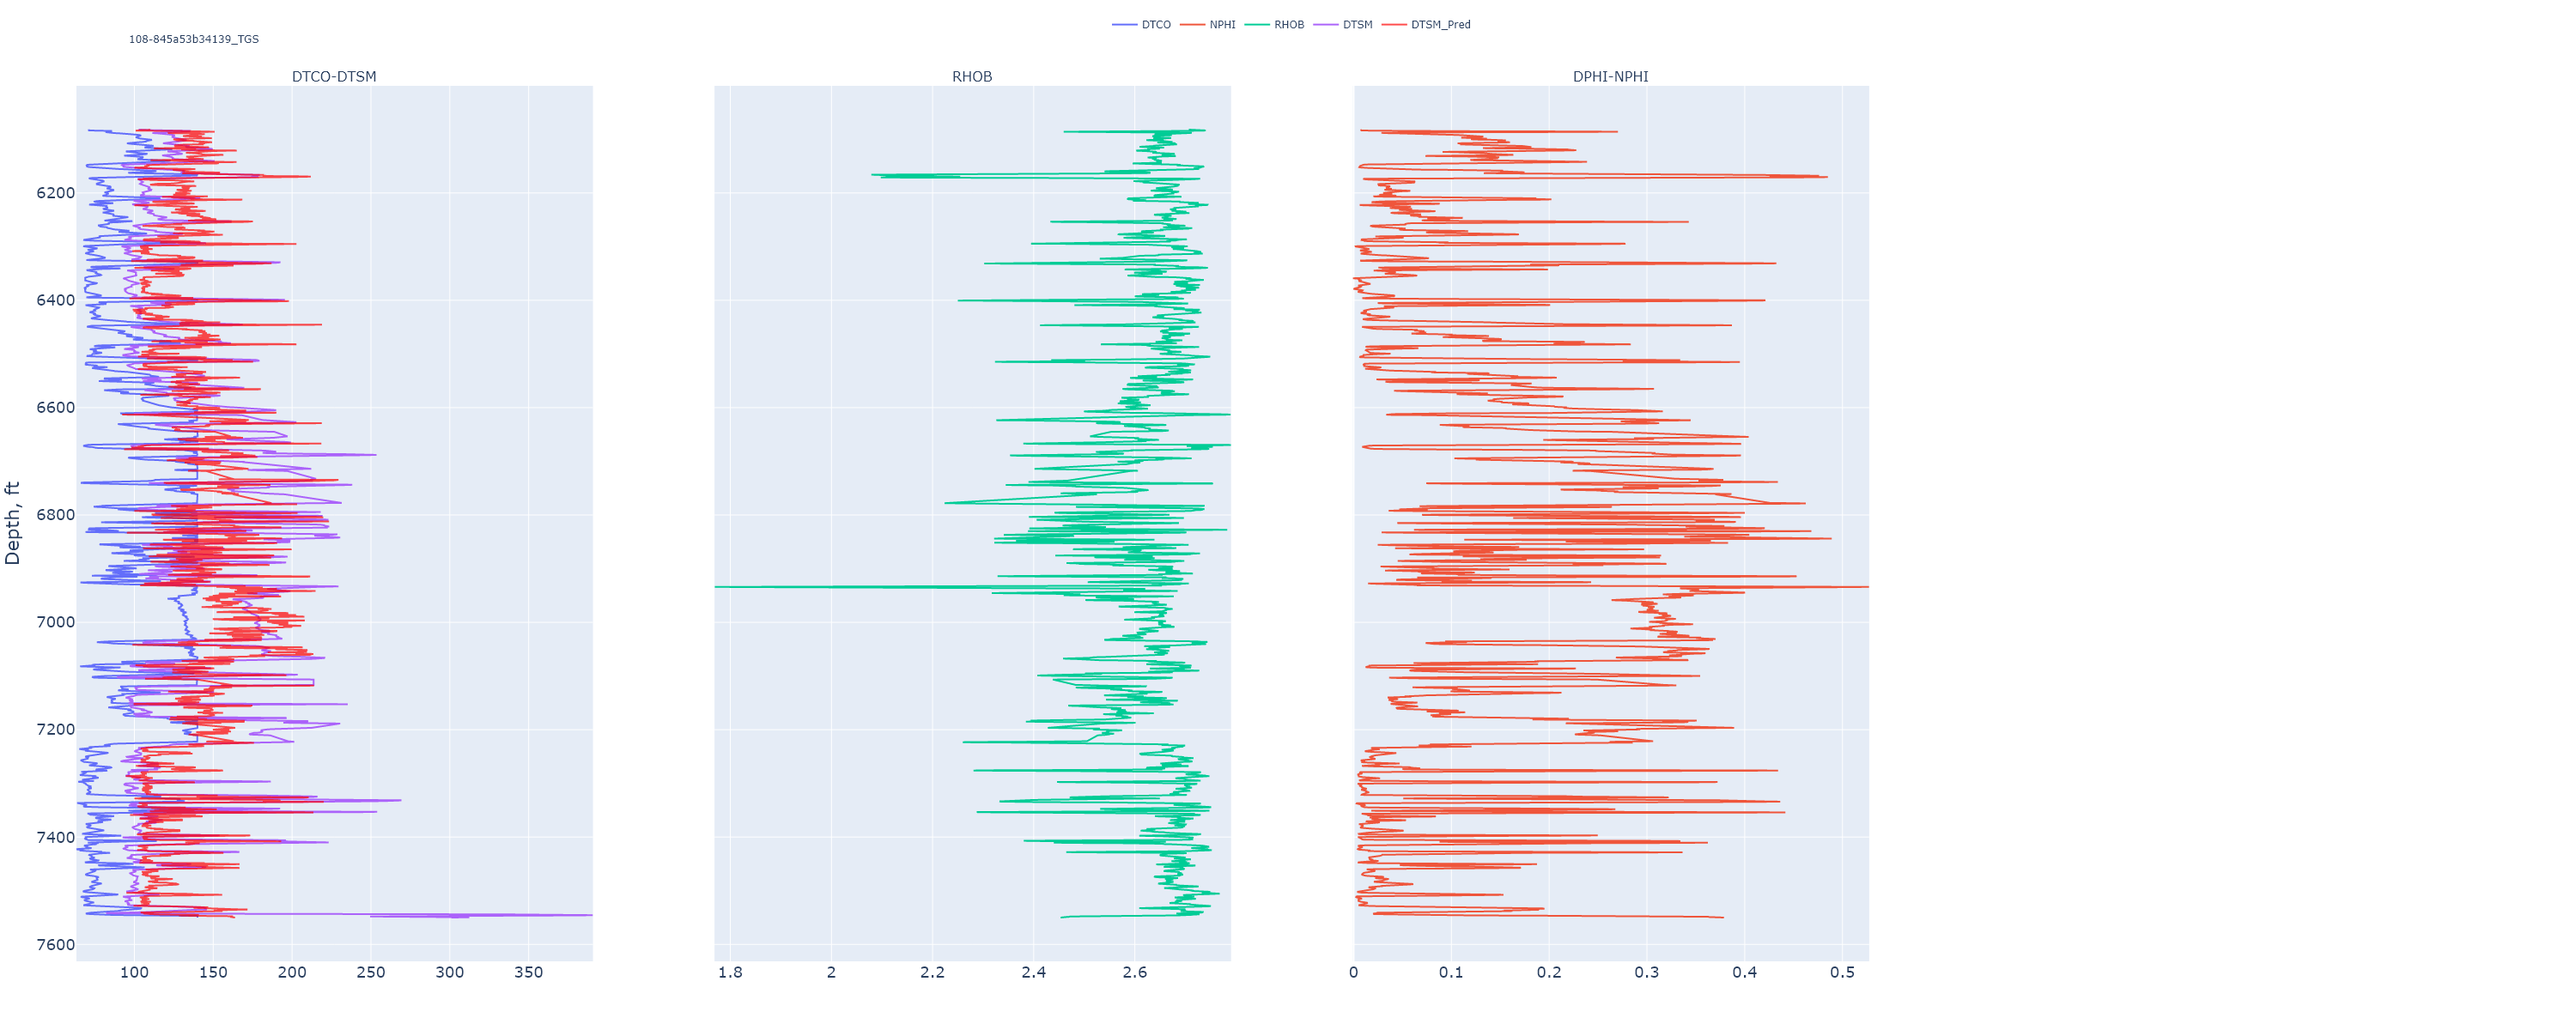 DTCO NPHI RHOB DTSM DTSM_Pred
108-845a53b34139_TGS
DTCO-DTSM RHOB DPHI-NPHI
Depth, ft
6200
6400
6600
6800
7000
7200
7400
7600
100 150 200 250 300 350
1.8 2 2.2 2.4 2.6
0 0.1 0.2 0.3 0.4 0.5